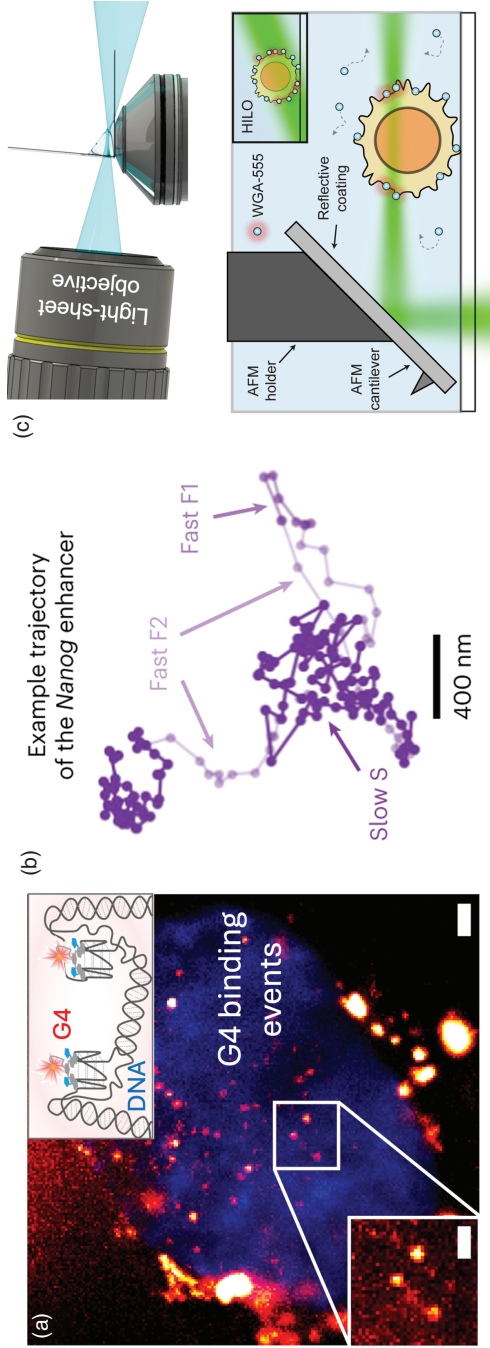 (a)
G4
DNA
G4 binding
events
(b)
Example trajectory
of the Nanog enhancer
Fast F2
Fast F1
Slow S
400 nm
(c)
Light-sheet
objective
AFM
holder
WGA-555
HILO
Reflective
coating
AFM
cantilever